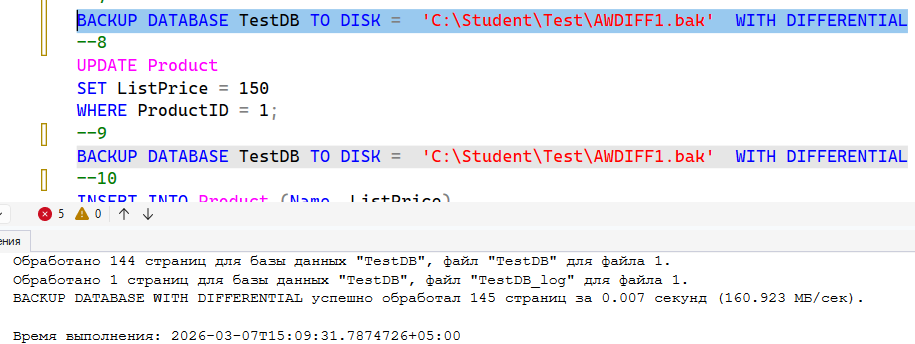 BACKUP DATABASE TestDB TO DISK =  'C:\Student\Test\AWDIFF1.bak'  WITH DIFFERENTIAL
--8
UPDATE Product
SET ListPrice = 150
WHERE ProductID = 1;
--9
BACKUP DATABASE TestDB TO DISK =  'C:\Student\Test\AWDIFF1.bak'  WITH DIFFERENTIAL
--10
INSERT INTO Product (Name, ListPrice)
5 0
ения
Обработано 144 страниц для базы данных "TestDB", файл "TestDB" для файла 1.
Обработано 1 страниц для базы данных "TestDB", файл "TestDB_log" для файла 1.
BACKUP DATABASE WITH DIFFERENTIAL успешно обработал 145 страниц за 0.007 секунд (160.923 МБ/сек).
Время выполнения: 2026-03-07T15:09:31.7874726+05:00